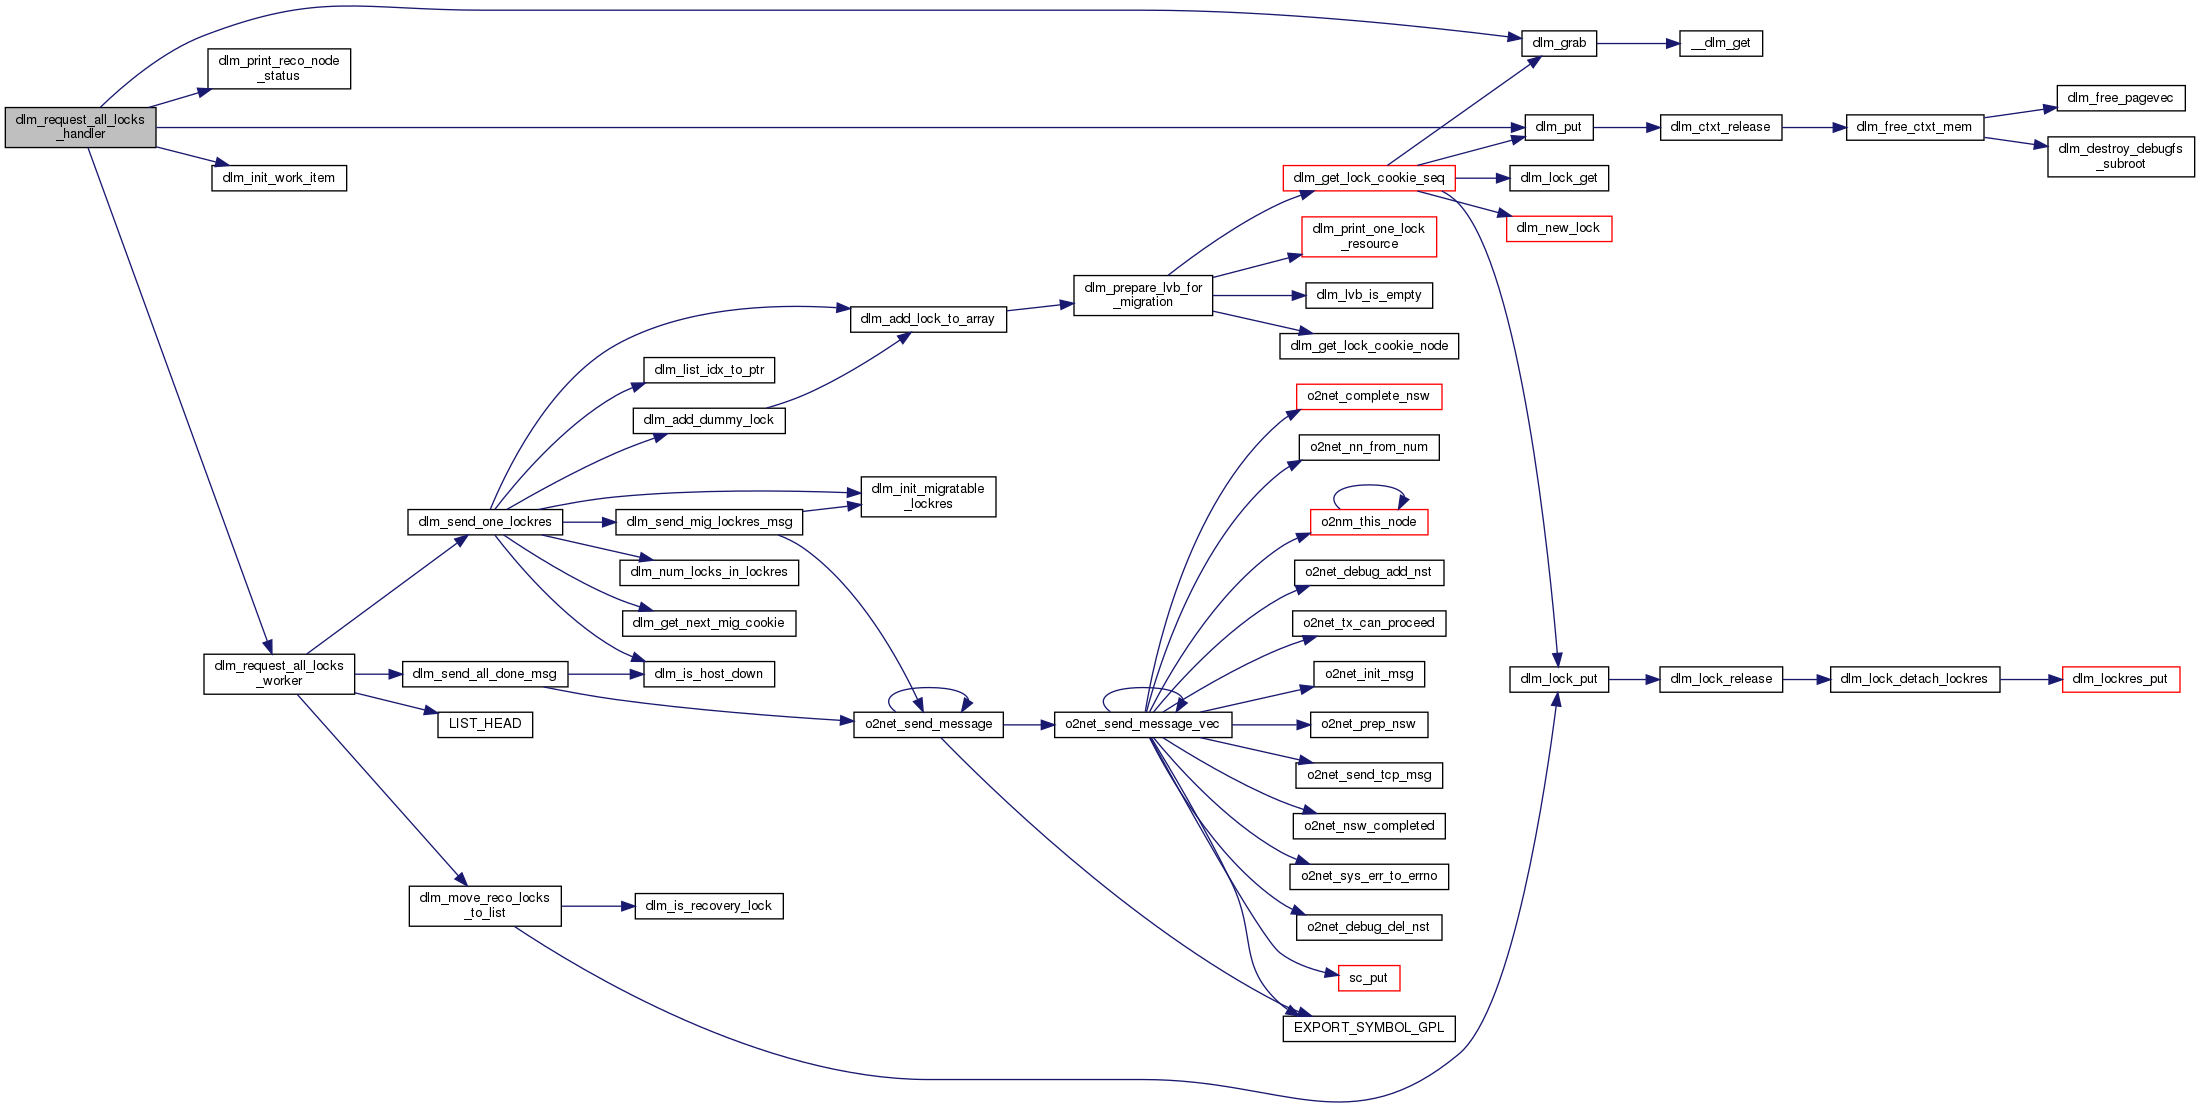 dlm_request_all_locks
_handler
dlm_print_reco_node
_status
dlm_init_work_item
dlm_request_all_locks
_worker
dlm_send_one_lockres
dlm_send_all_done_msg
LIST_HEAD
dlm_move_reco_locks
_to_list
dlm_list_idx_to_ptr
dlm_add_dummy_lock
dlm_send_mig_lockres_msg
dlm_num_locks_in_lockres
dlm_get_next_mig_cookie
dlm_is_host_down
dlm_is_recovery_lock
dlm_add_lock_to_array
dlm_init_migratable
_lockres
o2net_send_message
dlm_prepare_lvb_for
_migration
o2net_send_message_vec
dlm_get_lock_cookie_seq
dlm_print_one_lock
_resource
dlm_lvb_is_empty
dlm_get_lock_cookie_node
o2net_complete_nsw
o2net_nn_from_num
o2nm_this_node
o2net_debug_add_nst
o2net_tx_can_proceed
o2net_init_msg
o2net_prep_nsw
o2net_send_tcp_msg
o2net_nsw_completed
o2net_sys_err_to_errno
o2net_debug_del_nst
sc_put
EXPORT_SYMBOL_GPL
dlm_grab
dlm_put
dlm_lock_get
dlm_new_lock
dlm_lock_put
__dlm_get
dlm_ctxt_release
dlm_lock_release
dlm_free_ctxt_mem
dlm_lock_detach_lockres
dlm_free_pagevec
dlm_destroy_debugfs
_subroot
dlm_lockres_put